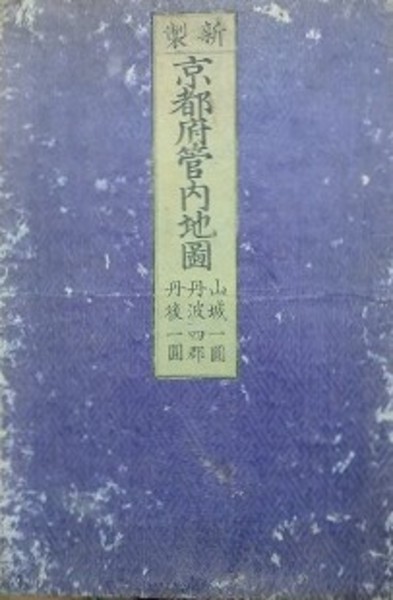 新製
京都府管内地圖
山城一圓
丹波四郡
丹後一圓